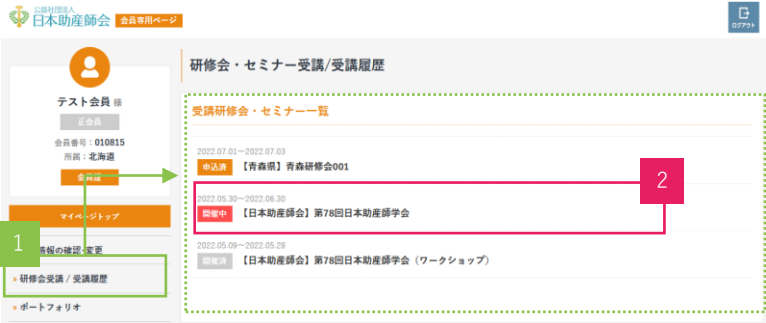 公益社団法人
日本助産師会 会員専用ページ
ログアウト
テスト会員 様
正会員
会員番号：010815
所属：北海道
会員証
マイページトップ
1
情報の確認・変更
研修会受講 / 受講履歴
ポートフォリオ
研修会・セミナー受講/受講履歴
受講研修会・セミナー一覧
2022.07.01～2022.07.03
申込済 【青森県】青森研修会001
2
2022.05.30～2022.06.30
開催中 【日本助産師会】第78回日本助産師学会
2022.05.09～2022.05.28
開催済 【日本助産師会】第78回日本助産師学会（ワークショップ）